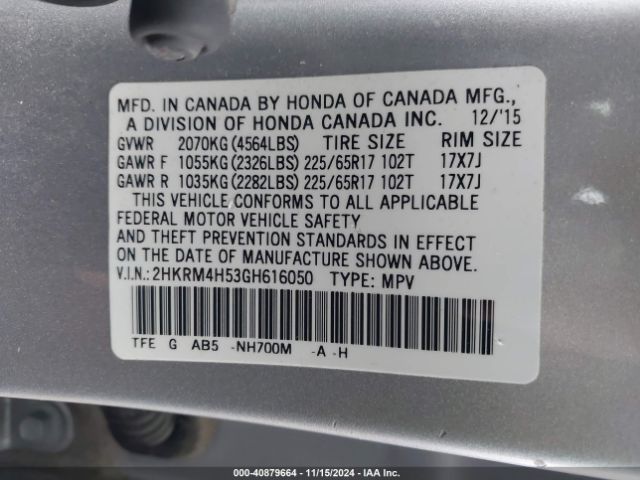 MFD. IN CANADA BY HONDA OF CANADA MFG.,
A DIVISION OF HONDA CANADA INC. 12/'15
GVWR 2070KG(4564LBS) TIRE SIZE RIM SIZE
GAWR F 1055KG(2326LBS) 225/65R17 102T 17X7J
GAWR R 1035KG(2282LBS) 225/65R17 102T 17X7J
THIS VEHICLE CONFORMS TO ALL APPLICABLE
FEDERAL MOTOR VEHICLE SAFETY
AND THEFT PREVENTION STANDARDS IN EFFECT
ON THE DATE OF MANUFACTURE SHOWN ABOVE.
V.I.N.:2HKRM4H53GH616050 TYPE: MPV
TFE G AB5 -NH700M -A -H
000-40879664 - 11/15/2024 - IAA Inc.